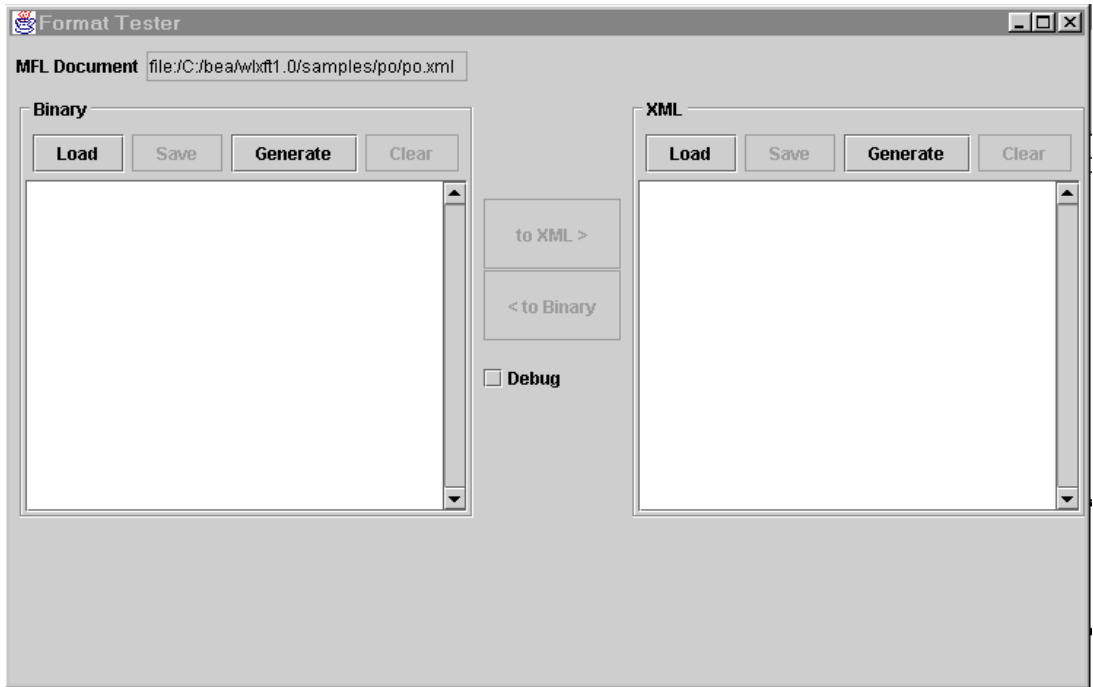 Format Tester
MFL Document file:/C:/bea/wlxft1.0/samples/po/po.xml
Binary
Load Save Generate Clear
XML
Load Save Generate Clear
to XML >
< to Binary
Debug